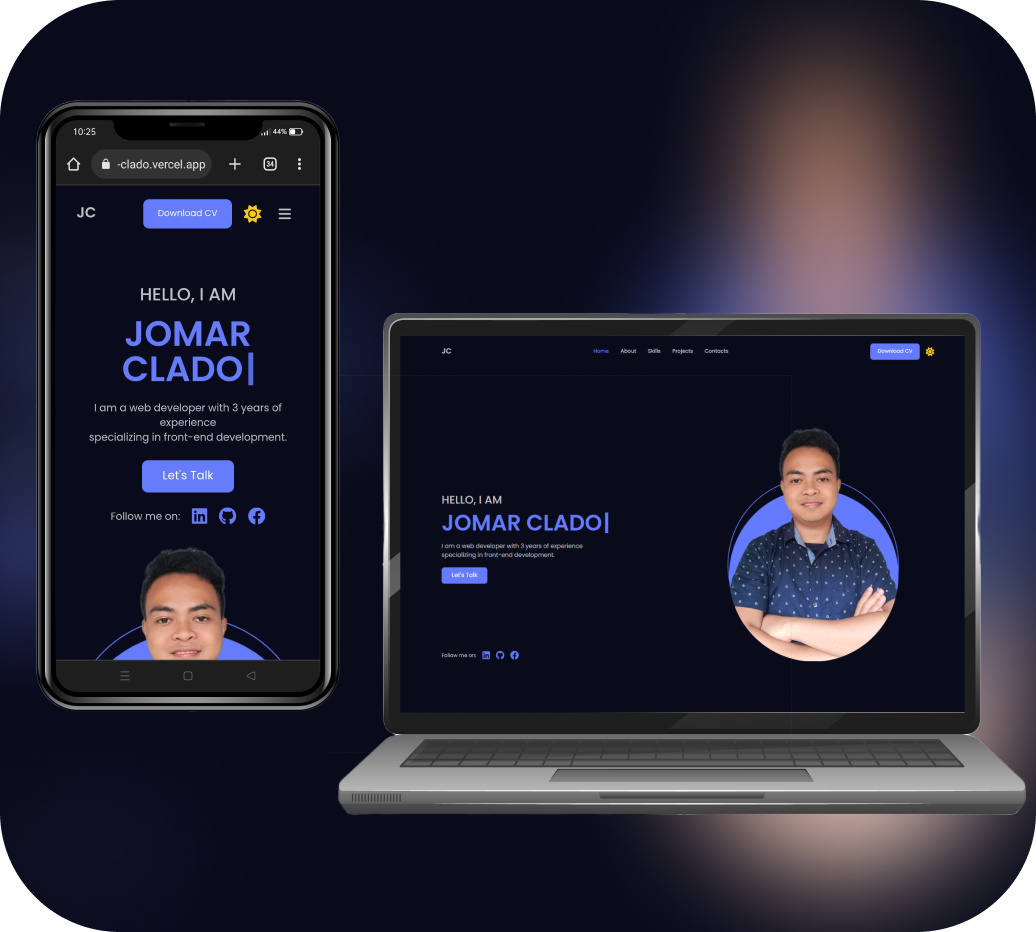 10:25
44%
-clado.vercel.app
34
JC
Download CV
HELLO, I AM
JOMAR
CLADO|
I am a web developer with 3 years of
experience
specializing in front-end development.
Let's Talk
Follow me on:
JC
Home About Skills Projects Contacts
Download CV
HELLO, I AM
JOMAR CLADO|
I am a web developer with 3 years of experience
specializing in front-end development.
Let's Talk
Follow me on: